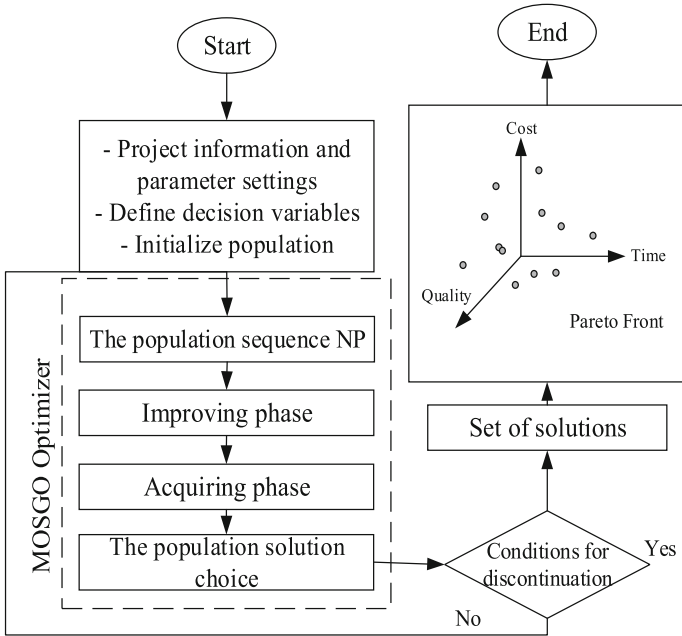 Start
- Project information and
parameter settings
- Define decision variables
- Initialize population
MOSGO Optimizer
The population sequence NP
Improving phase
Acquiring phase
The population solution
choice
Conditions for
discontinuation
Yes
No
Set of solutions
Cost
Time
Quality
Pareto Front
End